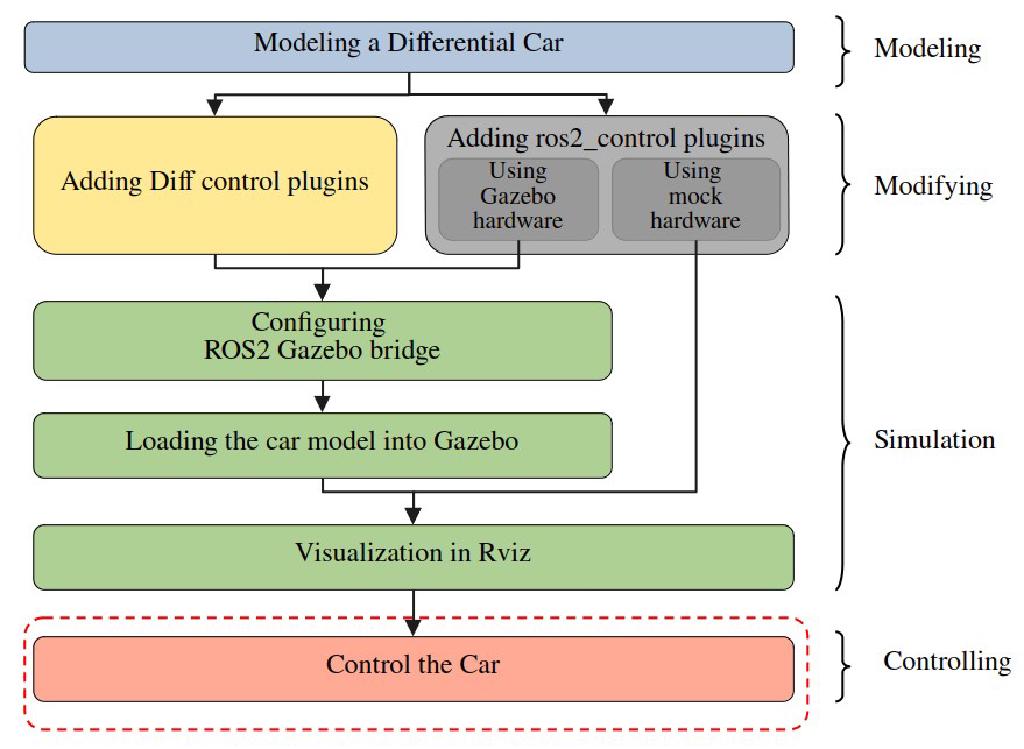 Modeling a Differential Car
Modeling
Adding Diff control plugins
Adding ros2_control plugins
Using
Gazebo
hardware
Using
mock
hardware
Modifying
Configuring
ROS2 Gazebo bridge
Loading the car model into Gazebo
Visualization in Rviz
Simulation
Control the Car
Controlling